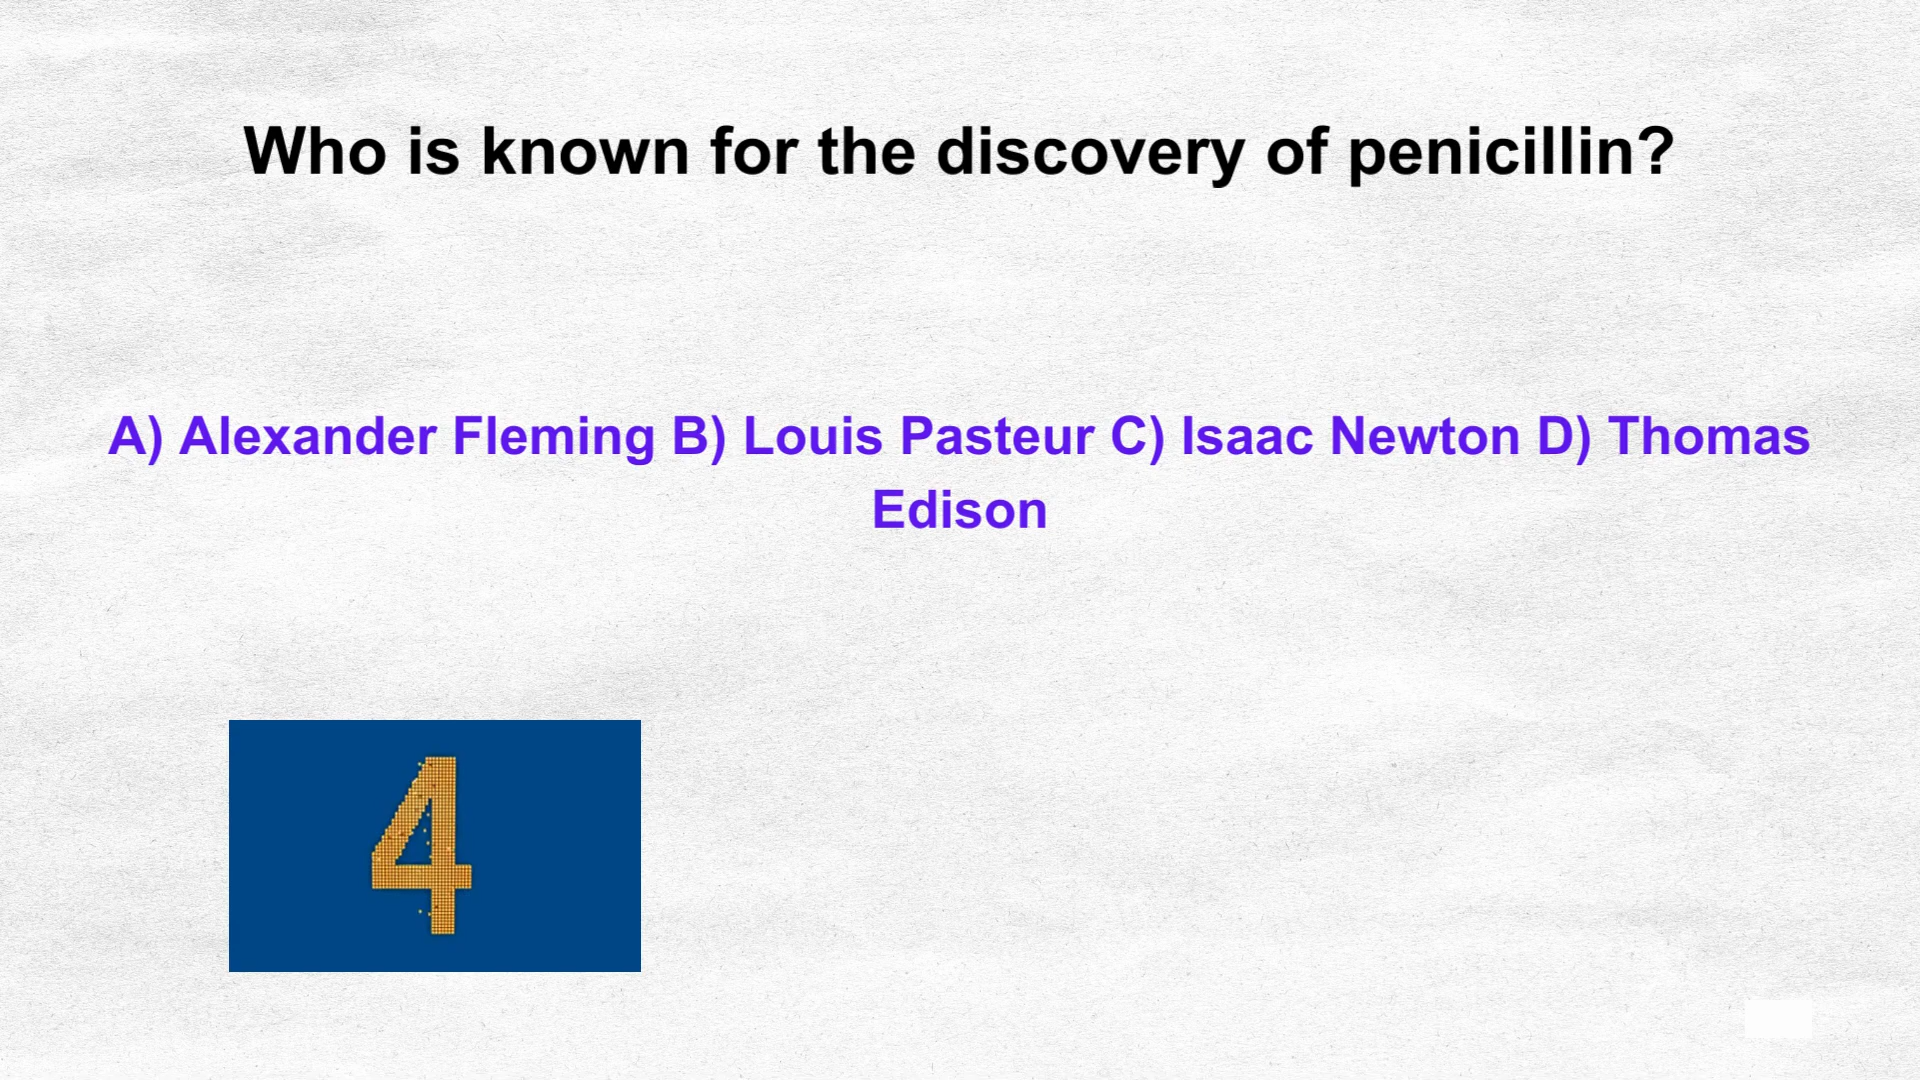 Who is known for the discovery of penicillin?
A) Alexander Fleming B) Louis Pasteur C) Isaac Newton D) Thomas
Edison
4